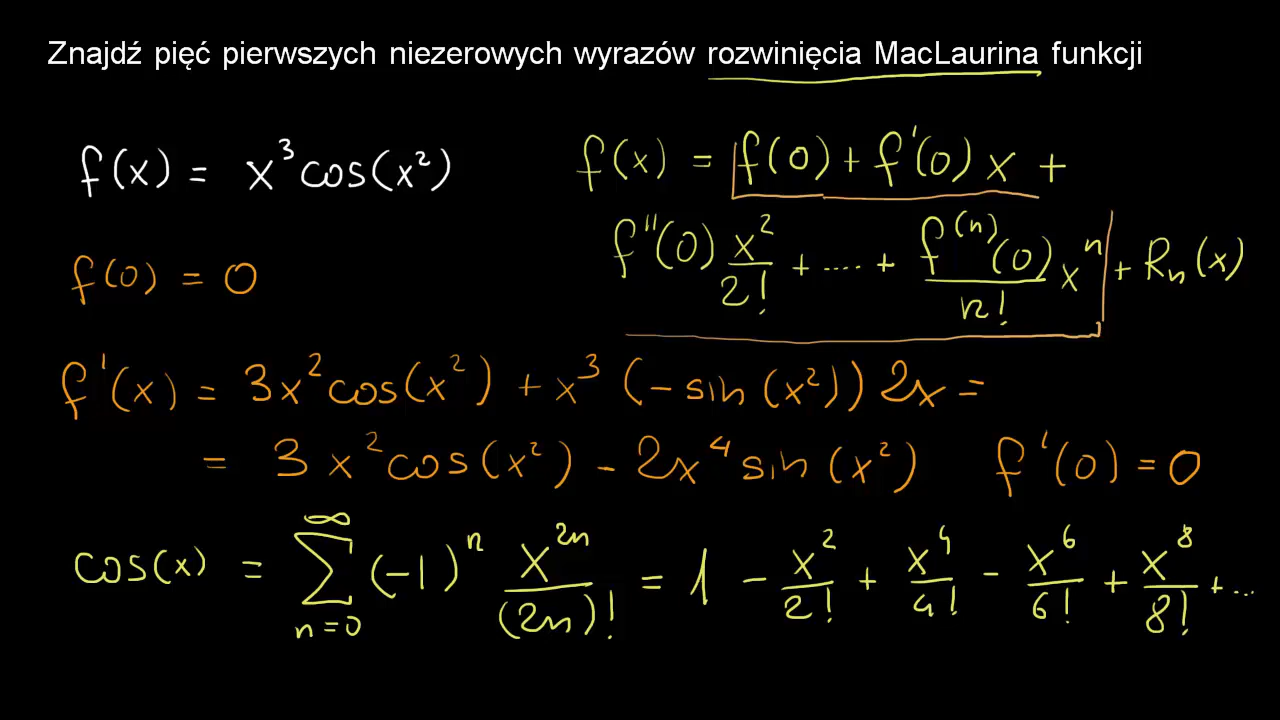 Znajdź pięć pierwszych niezerowych wyrazów rozwinięcia MacLaurina funkcji
f(x) = x³cos(x²)
f(x) = f(0) + f'(0) x +
f''(0) x²/2! + .... + f⁽ⁿ⁾(0)/n! xⁿ + Rₙ(x)
f(0) = 0
f'(x) = 3x²cos(x²) + x³ (-sin(x²)) 2x =
= 3x²cos(x²) - 2x⁴sin(x²) f'(0) = 0
cos(x) = ∞∑n=0 (-1)ⁿ x²ⁿ/(2n)! = 1 - x²/2! + x⁴/4! - x⁶/6! + x⁸/8! + ...